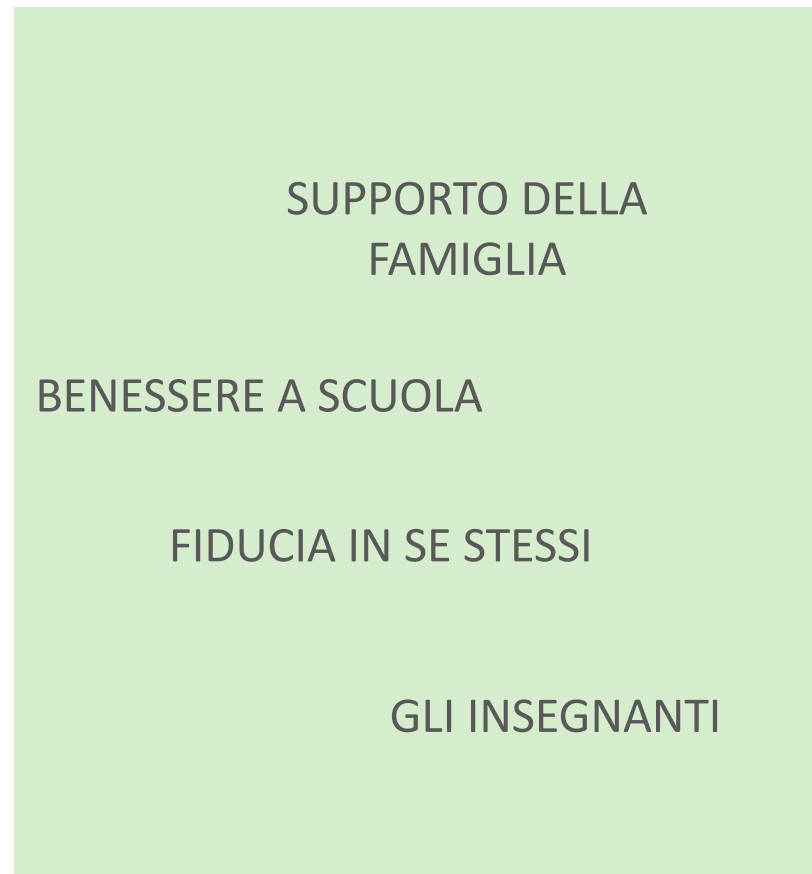 SUPPORTO DELLA
FAMIGLIA
BENESSERE A SCUOLA
FIDUCIA IN SE STESSI
GLI INSEGNANTI